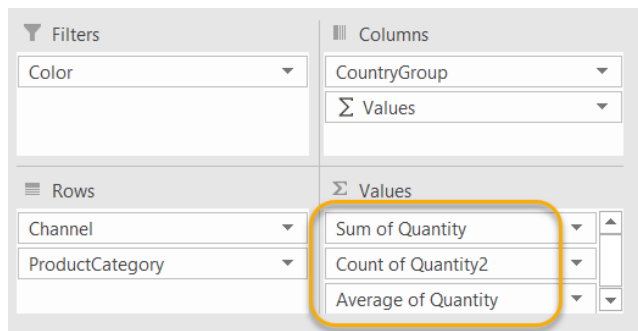 Filters
Color
Columns
CountryGroup
Σ Values
Rows
Channel
ProductCategory
Σ Values
Sum of Quantity
Count of Quantity2
Average of Quantity